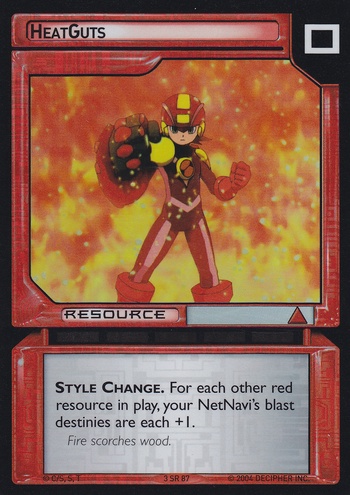 HEATGUTS
RESOURCE
STYLE CHANGE. For each other red
resource in play, your NetNavi's blast
destinies are each +1.
Fire scorches wood.
© C/S, S, T 3 SR 87 © 2004 DECIPHER INC.